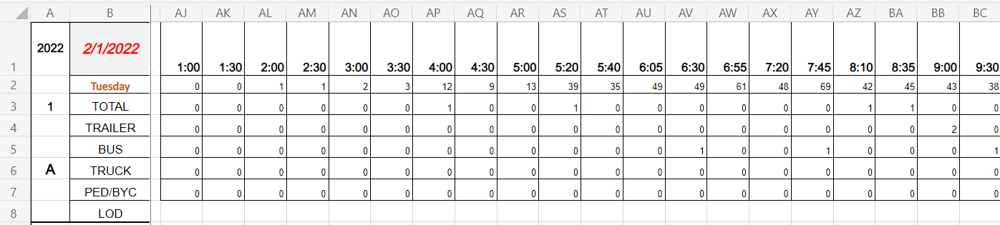 A B AJ AK AL AM AN AO AP AQ AR AS AT AU AV AW AX AY AZ BA BB BC
1 2022 2/1/2022 1:00 1:30 2:00 2:30 3:00 3:30 4:00 4:30 5:00 5:20 5:40 6:05 6:30 6:55 7:20 7:45 8:10 8:35 9:00 9:30
2 Tuesday 0 0 1 1 2 3 12 9 13 39 35 49 49 61 48 69 42 45 43 38
3 1 TOTAL 0 0 0 0 0 0 1 0 0 1 0 0 0 0 0 0 1 1 0 0
4 TRAILER 0 0 0 0 0 0 0 0 0 0 0 0 0 0 0 0 0 0 2 0
5 BUS 0 0 0 0 0 0 0 0 0 0 0 0 1 0 0 1 0 0 0 1
6 A TRUCK 0 0 0 0 0 0 0 0 0 0 0 0 0 0 0 0 0 0 0 0
7 PED/BYC 0 0 0 0 0 0 0 0 0 0 0 0 0 0 0 0 0 0 0 0
8 LOD